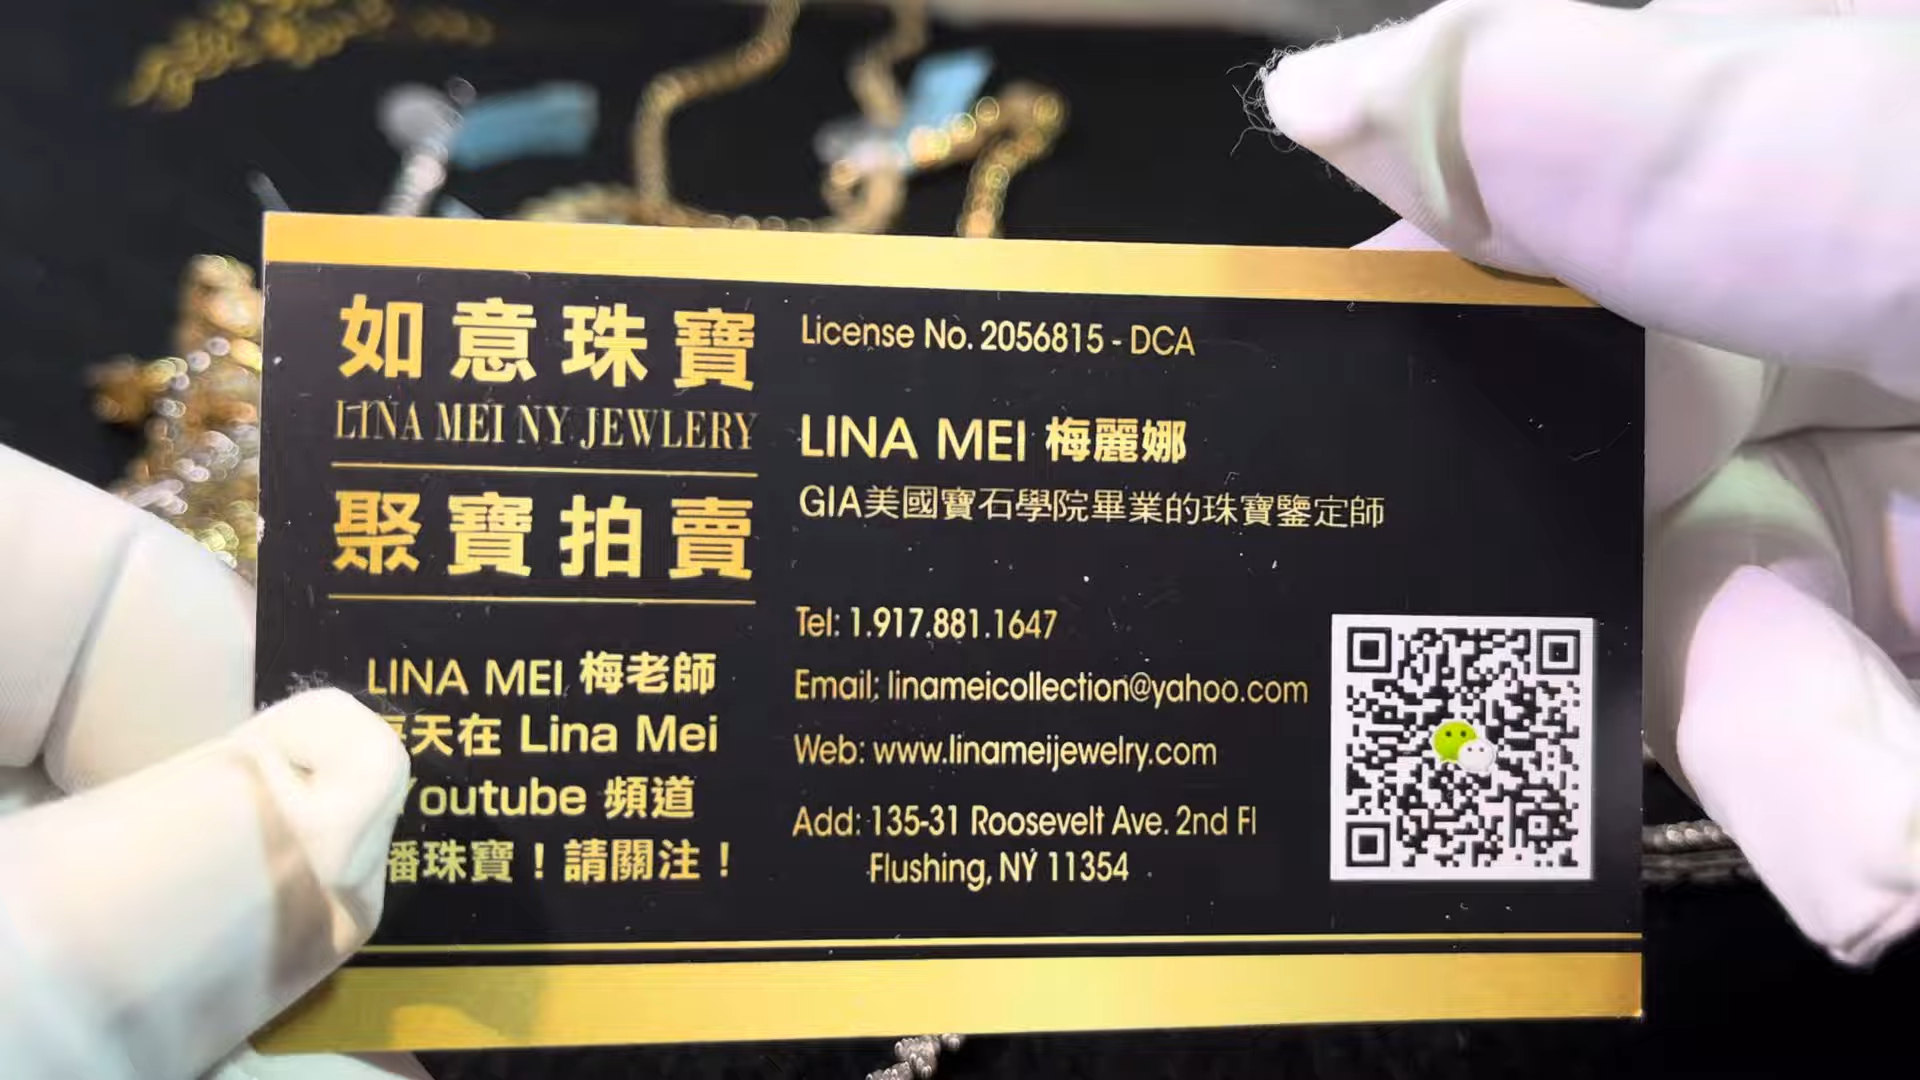 如意珠寶
LINA MEI NY JEWLERY
聚寶拍賣
LINA MEI 梅老師
天在 Lina Mei
Youtube 頻道
播珠寶！請關注！
License No. 2056815 - DCA
LINA MEI 梅麗娜
GIA美國寶石學院畢業的珠寶鑒定師
Tel: 1.917.881.1647
Email: linameicollection@yahoo.com
Web: www.linameijewelry.com
Add: 135-31 Roosevelt Ave. 2nd Fl
Flushing, NY 11354